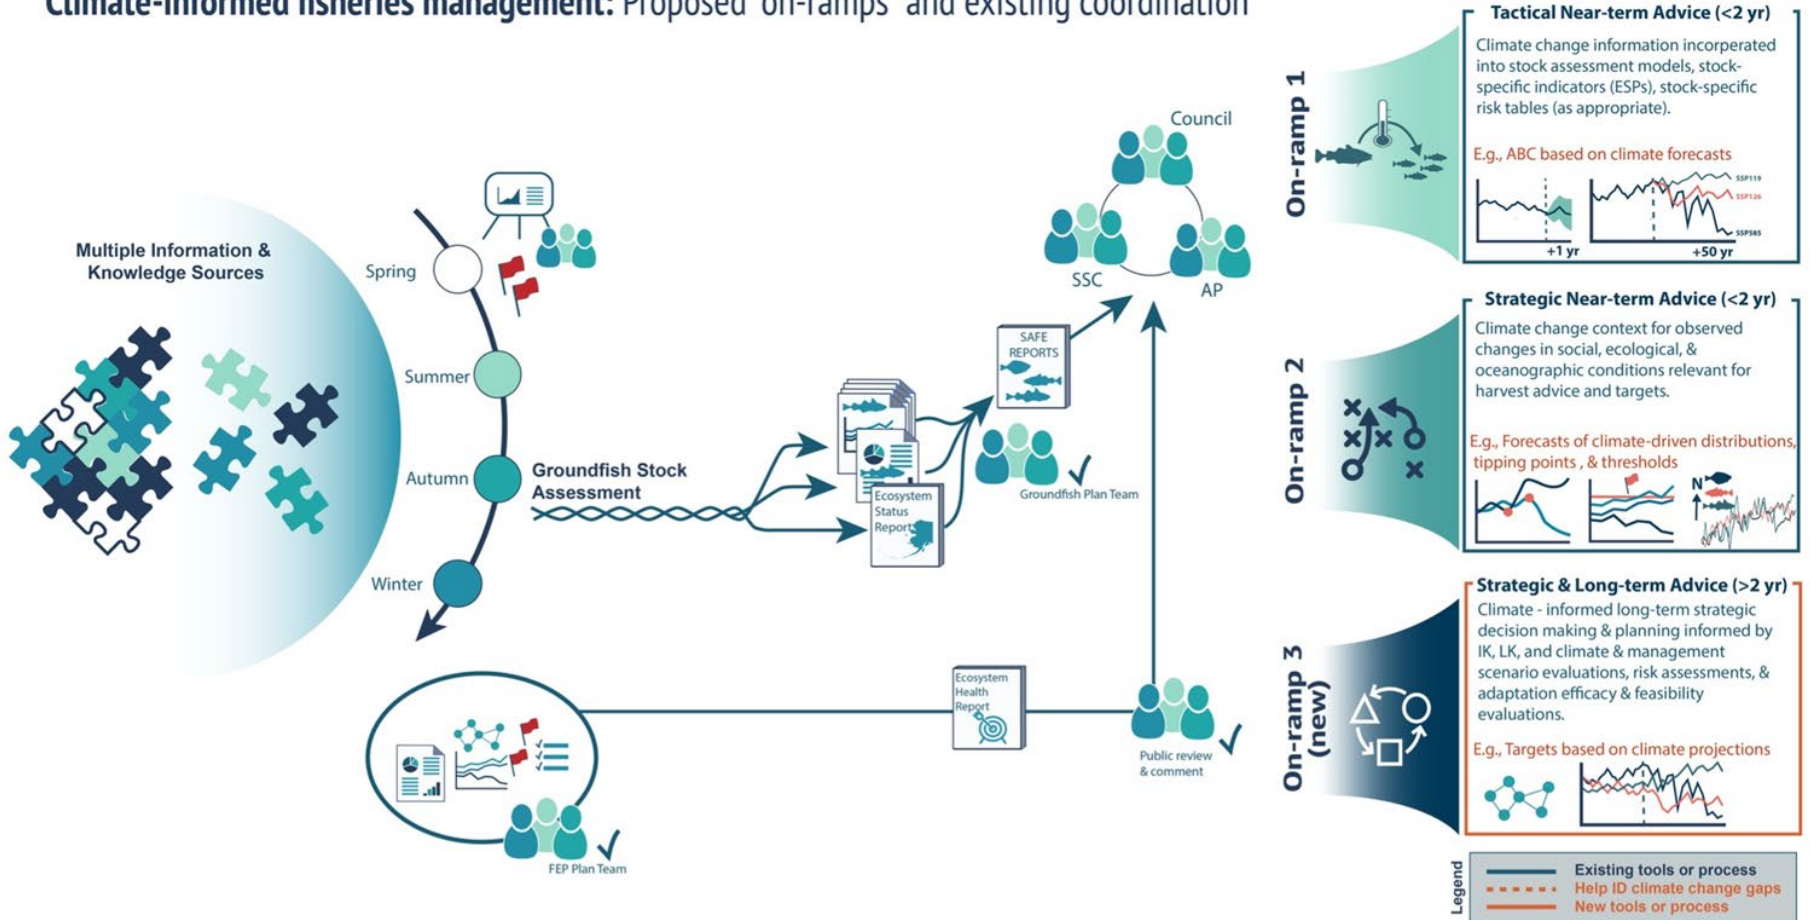 Climate-informed fisheries management: Proposed 'on-ramps' and existing coordination
Multiple Information &
Knowledge Sources
Spring
Summer
Autumn
Winter
Groundfish Stock
Assessment
Ecosystem
Status
Report
SAFE
REPORTS
Groundfish Plan Team
Council
SSC
AP
Ecosystem
Health
Report
Public review
& comment
FEP Plan Team
On-ramp 1
Tactical Near-term Advice (<2 yr)
Climate change information incorperated
into stock assessment models, stock-
specific indicators (ESPs), stock-specific
risk tables (as appropriate).
E.g., ABC based on climate forecasts
+1 yr
SSP119
SSP126
SSP585
+50 yr
On-ramp 2
Strategic Near-term Advice (<2 yr)
Climate change context for observed
changes in social, ecological, &
oceanographic conditions relevant for
harvest advice and targets.
E.g., Forecasts of climate-driven distributions,
tipping points , & thresholds
N
On-ramp 3
(new)
Strategic & Long-term Advice (>2 yr)
Climate - informed long-term strategic
decision making & planning informed by
IK, LK, and climate & management
scenario evaluations, risk assessments, &
adaptation efficacy & feasibility
evaluations.
E.g., Targets based on climate projections
Legend
Existing tools or process
Help ID climate change gaps
New tools or process